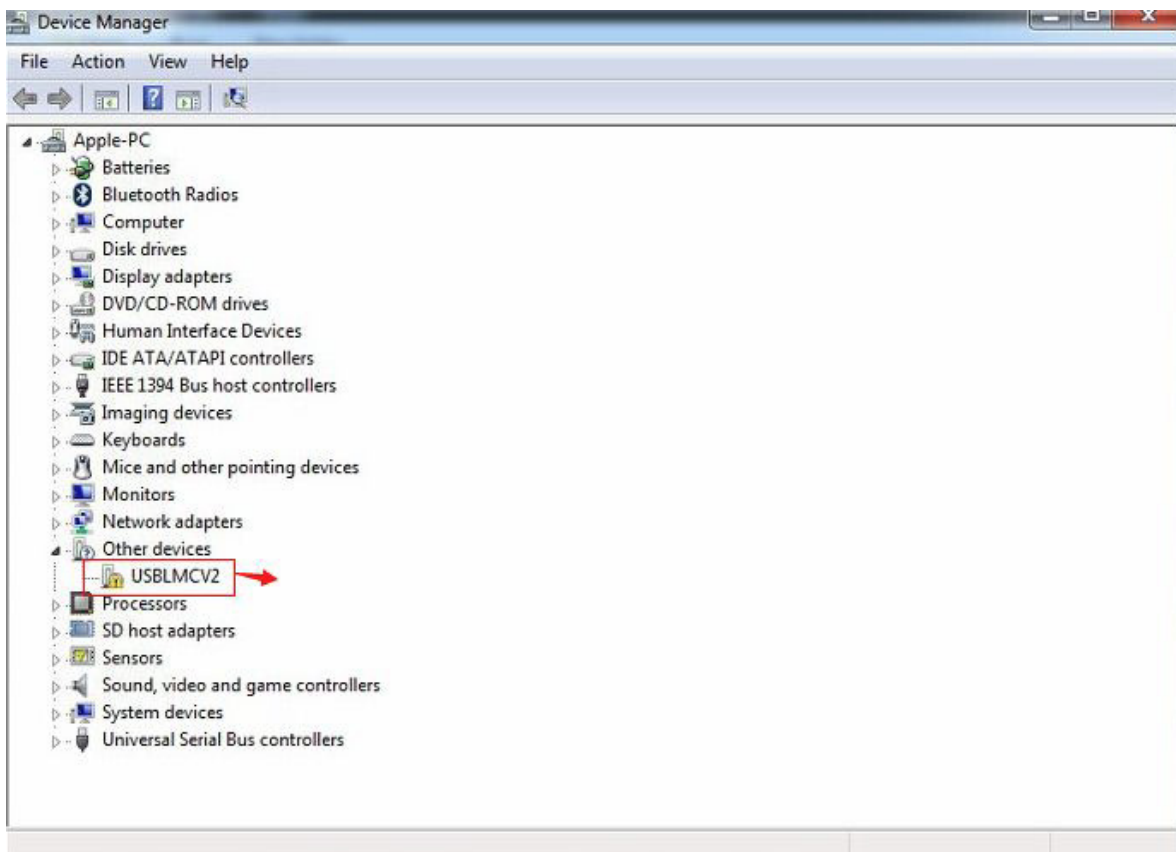 Device Manager
File Action View Help
Apple-PC
Batteries
Bluetooth Radios
Computer
Disk drives
Display adapters
DVD/CD-ROM drives
Human Interface Devices
IDE ATA/ATAPI controllers
IEEE 1394 Bus host controllers
Imaging devices
Keyboards
Mice and other pointing devices
Monitors
Network adapters
Other devices
USBLMCV2
Processors
SD host adapters
Sensors
Sound, video and game controllers
System devices
Universal Serial Bus controllers